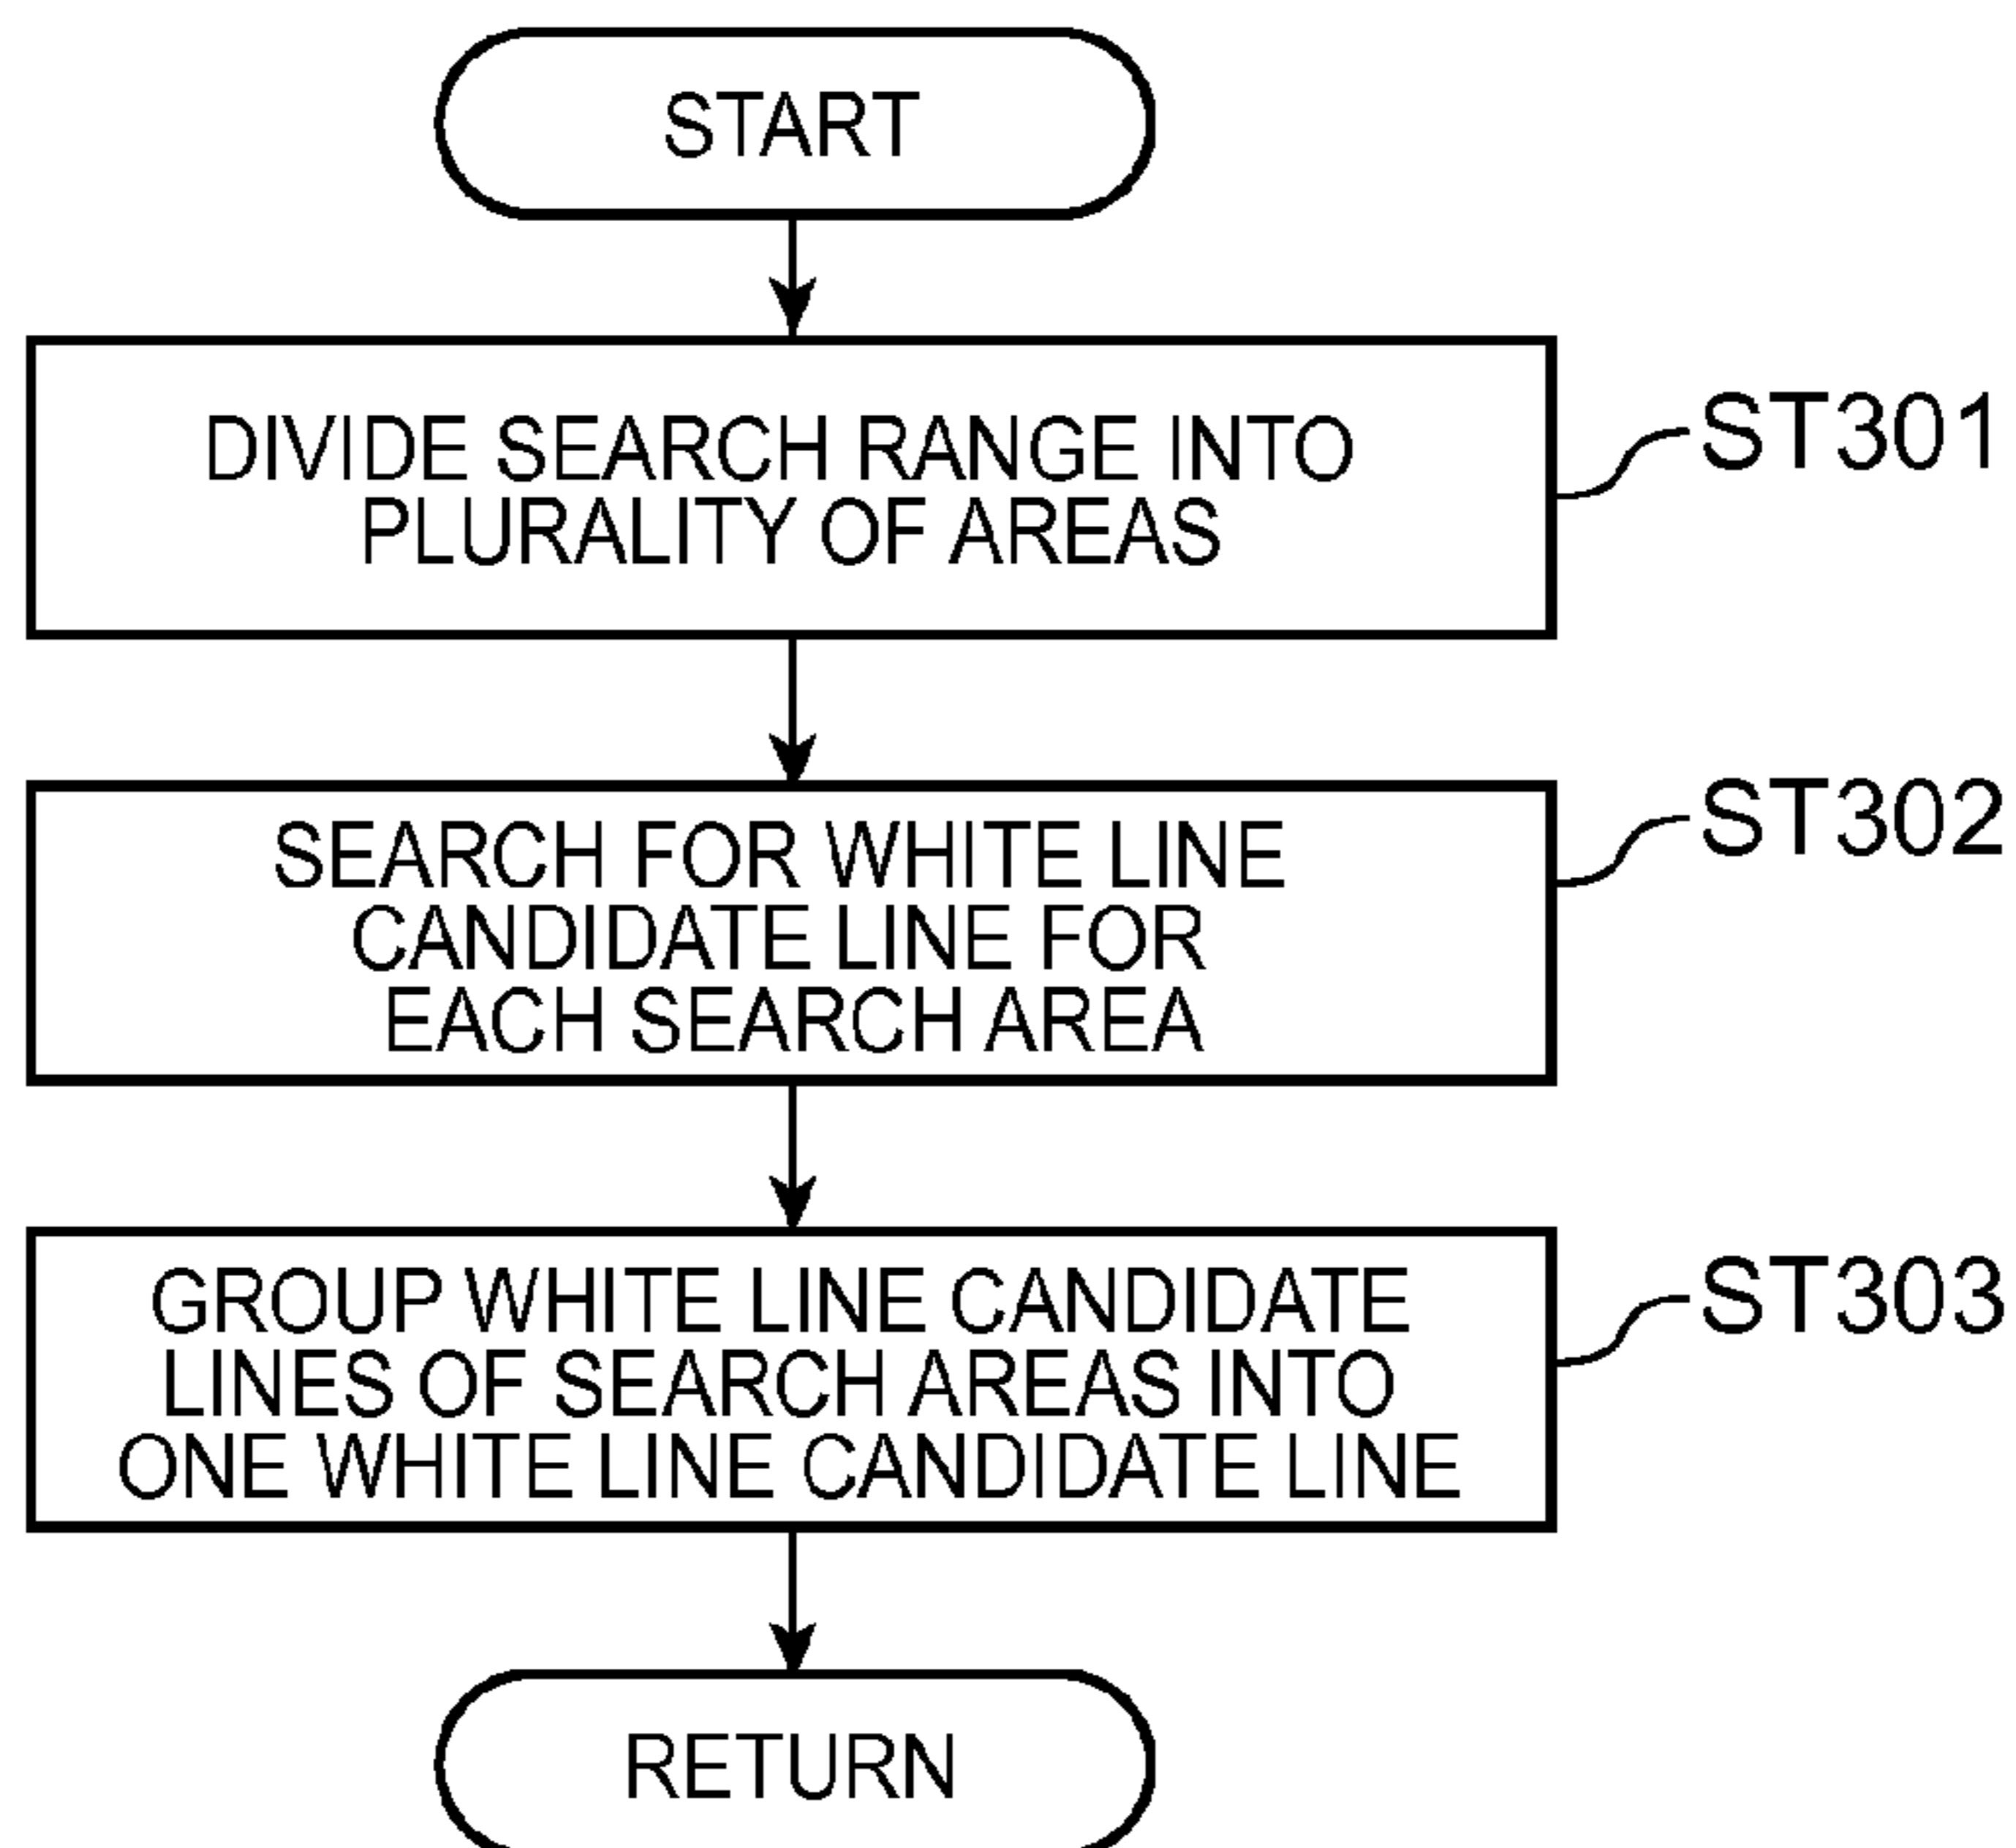 START
DIVIDE SEARCH RANGE INTO
PLURALITY OF AREAS
ST301
SEARCH FOR WHITE LINE
CANDIDATE LINE FOR
EACH SEARCH AREA
ST302
GROUP WHITE LINE CANDIDATE
LINES OF SEARCH AREAS INTO
ONE WHITE LINE CANDIDATE LINE
ST303
RETURN